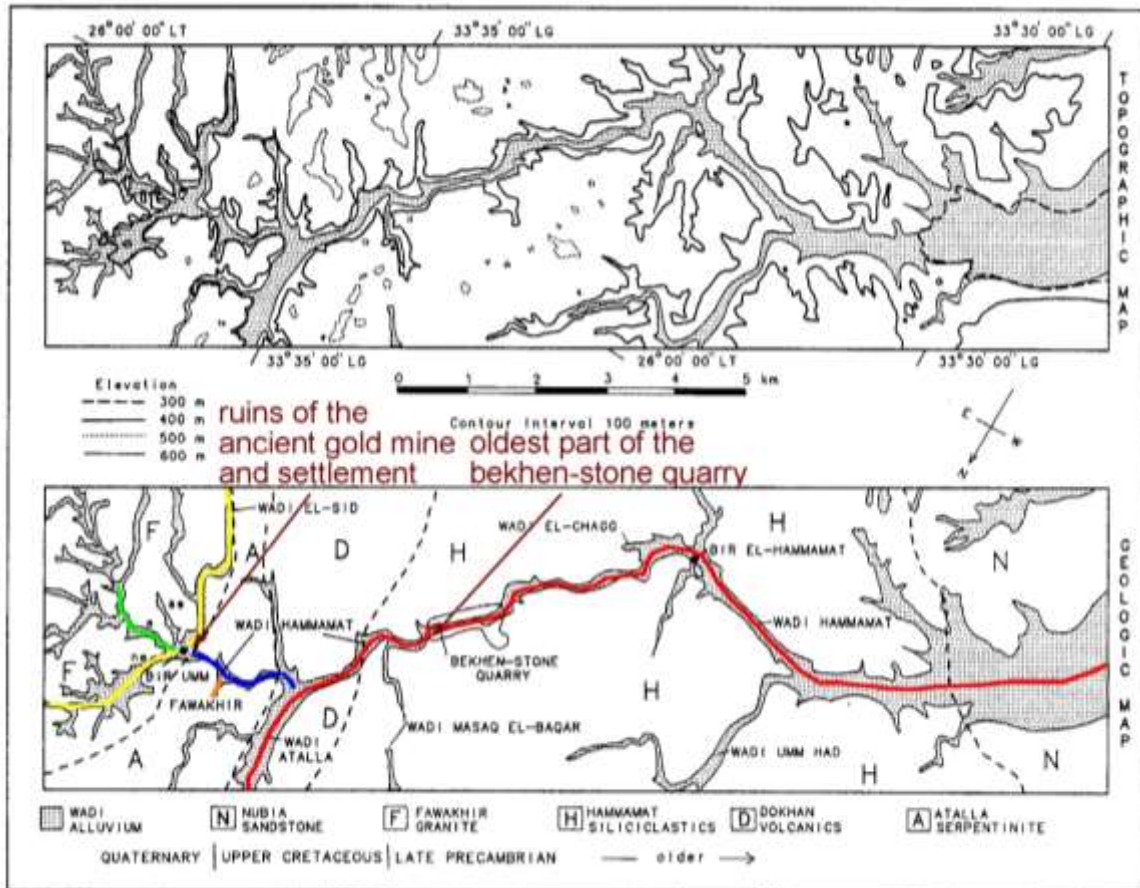 26° 00' 00" LT
33° 35' 00" LG
33° 30' 00" LG
TOPOGRAPHIC MAP
33° 35' 00" LG
26° 00' 00" LT
33° 30' 00" LG
Elevation
300 m
400 m
500 m
600 m
0 1 2 3 4 5 km
Contour Interval 100 meters
E
N
ruins of the
ancient gold mine
and settlement
oldest part of the
bekhen-stone quarry
WADI EL-SID
F
A
D
H
WADI EL-CHAGG
H
BIR EL-HAMMAMAT
N
GEOLOGIC MAP
WADI HAMMAMAT
WADI HAMMAMAT
BEKHEN-STONE
QUARRY
F
BIR UMM
FAWAKHIR
H
D
WADI MASAQ EL-BAQAR
WADI
ATALLA
A
WADI UMM HAD
H
N
WADI
ALLUVIUM
N NUBIA
SANDSTONE
F FAWAKHIR
GRANITE
H HAMMAMAT
SILICICLASTICS
D DOKHAN
VOLCANICS
A ATALLA
SERPENTINITE
QUATERNARY | UPPER CRETACEOUS | LATE PRECAMBRIAN — older →